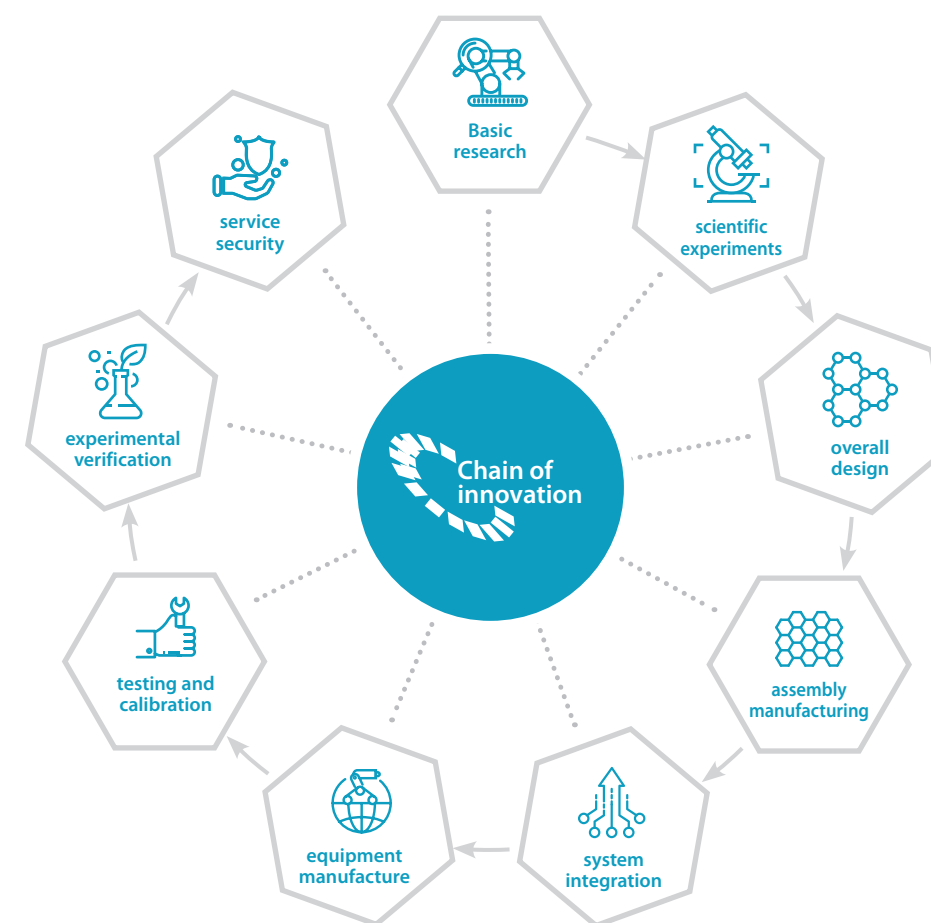 Basic
research
scientific
experiments
overall
design
assembly
manufacturing
system
integration
equipment
manufacture
testing and
calibration
experimental
verification
service
security
Chain of
innovation